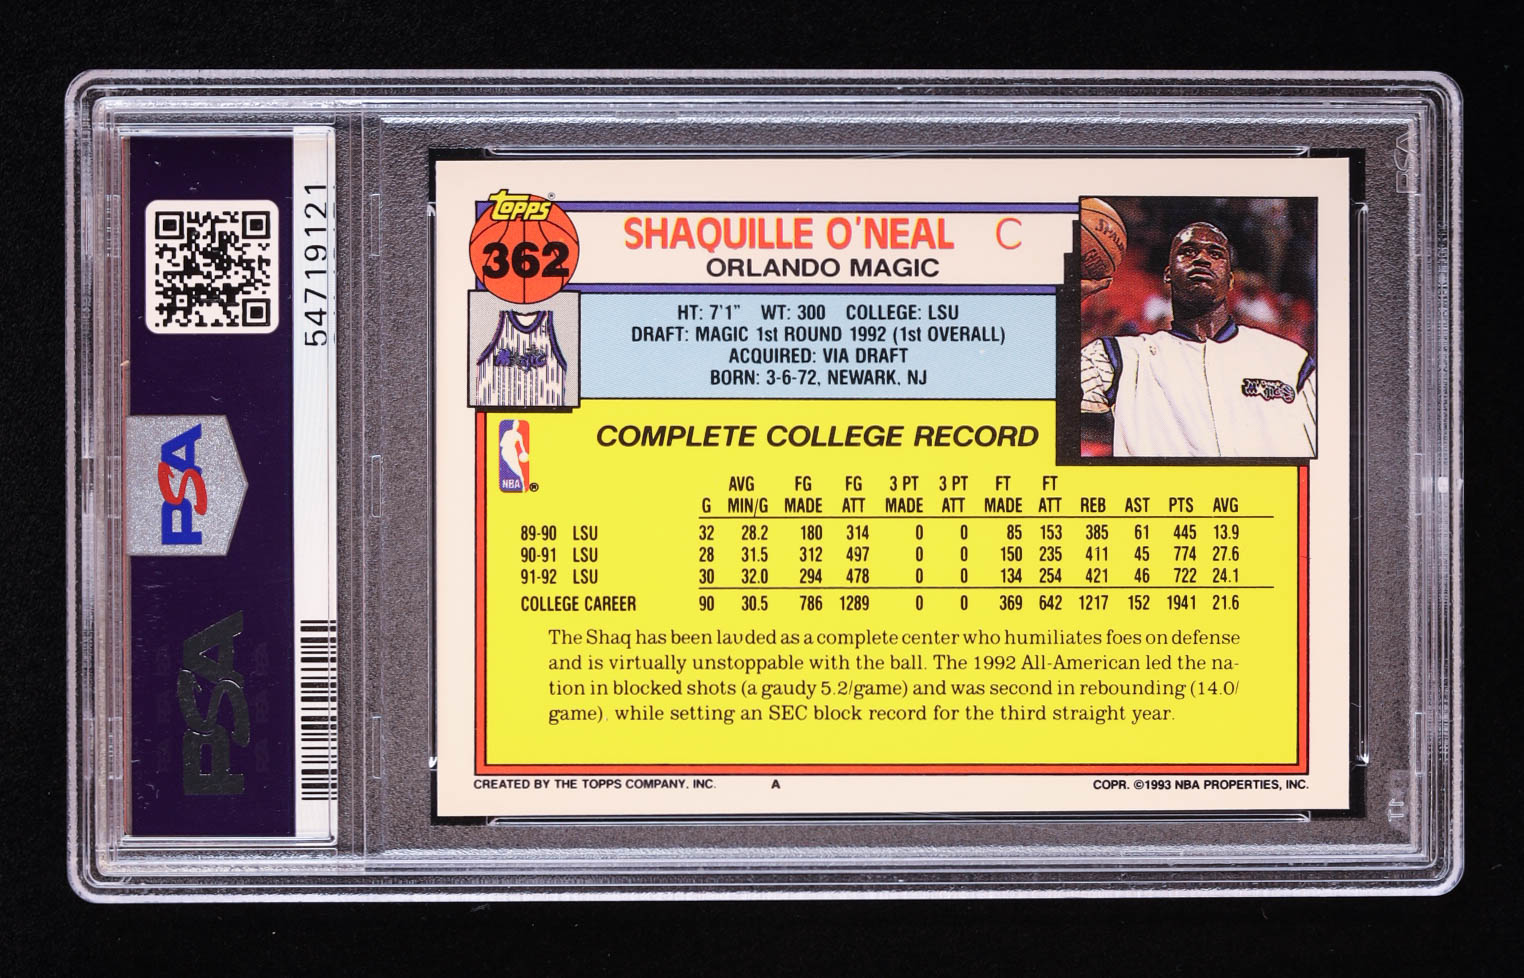 54719121
PSA
PSA
TOPPS
362
SHAQUILLE O'NEAL C
ORLANDO MAGIC
HT: 7'1" WT: 300 COLLEGE: LSU
DRAFT: MAGIC 1st ROUND 1992 (1st OVERALL)
ACQUIRED: VIA DRAFT
BORN: 3-6-72, NEWARK, NJ
Magic
SPALDING
Magic
NBA ®
COMPLETE COLLEGE RECORD
AVG FG FG 3 PT 3 PT FT FT
G MIN/G MADE ATT MADE ATT MADE ATT REB AST PTS AVG
89-90 LSU 32 28.2 180 314 0 0 85 153 385 61 445 13.9
90-91 LSU 28 31.5 312 497 0 0 150 235 411 45 774 27.6
91-92 LSU 30 32.0 294 478 0 0 134 254 421 46 722 24.1
COLLEGE CAREER 90 30.5 786 1289 0 0 369 642 1217 152 1941 21.6
The Shaq has been lauded as a complete center who humiliates foes on defense
and is virtually unstoppable with the ball. The 1992 All-American led the na-
tion in blocked shots (a gaudy 5.2/game) and was second in rebounding (14.0/
game), while setting an SEC block record for the third straight year.
CREATED BY THE TOPPS COMPANY, INC. A COPR. ©1993 NBA PROPERTIES, INC.
PSA